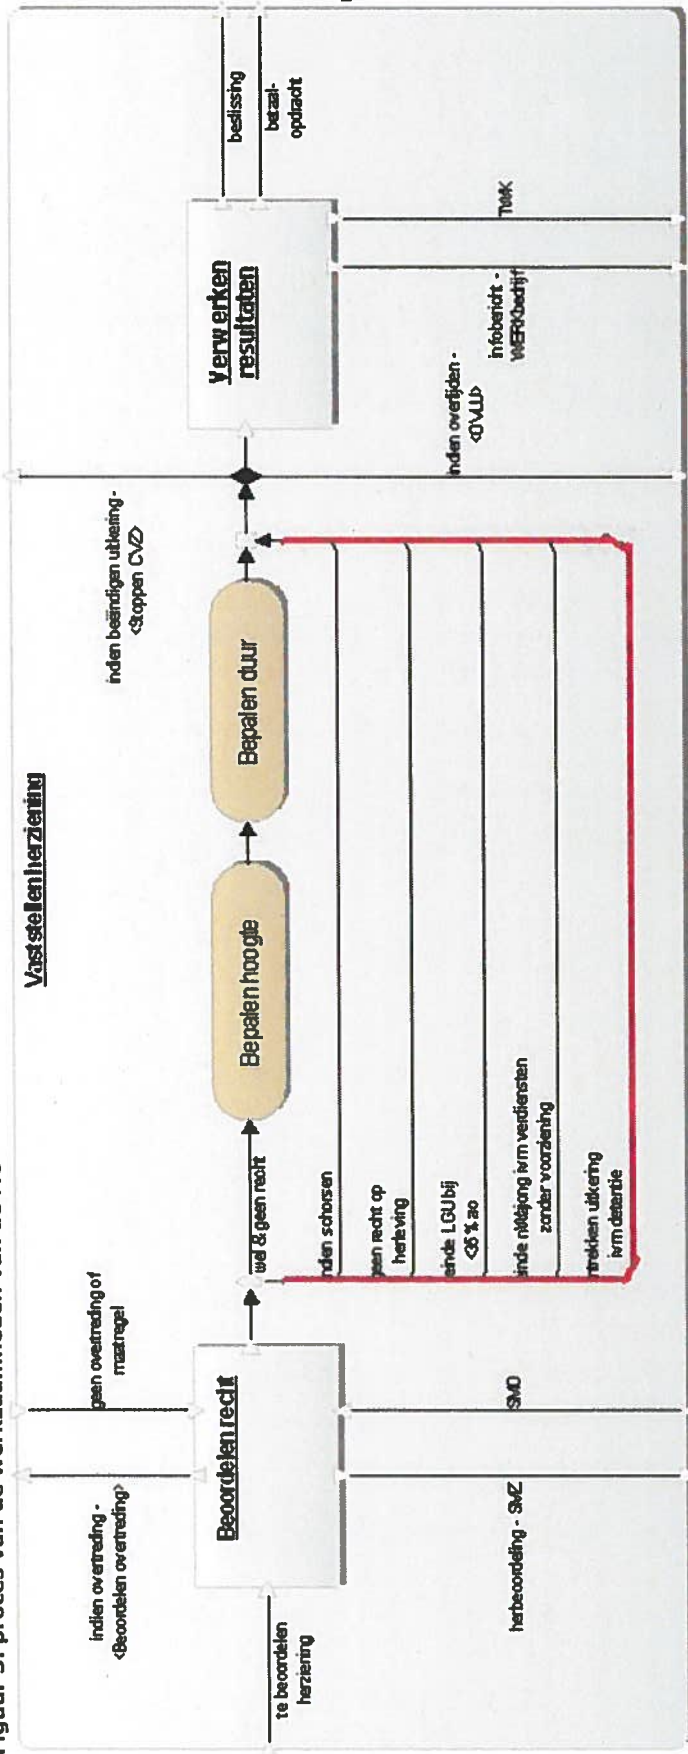 Vaststellen herziening
te beoordelen
herziening
indien overtreding -
<Beoordelen overtreding>
geen overtreding of
maatregel
Beoordelen recht
herbeoordeling - SMZ
SMO
wel & geen recht
Bepalen hoogte
Bepalen duur
indien schorsen
geen recht op
herleving
einde LGU bij
<35 % ao
einde nWajong ivm verdiensten
zonder voorziening
ntrekken uitkering
ivm detentie
indien beëindigen uitkering -
<Stoppen CVZ>
indien overlijden -
<OVLU>
Verwerken
resultaten
infobericht -
WERKbedrijf
TWK
beslissing
betaal-
opdracht